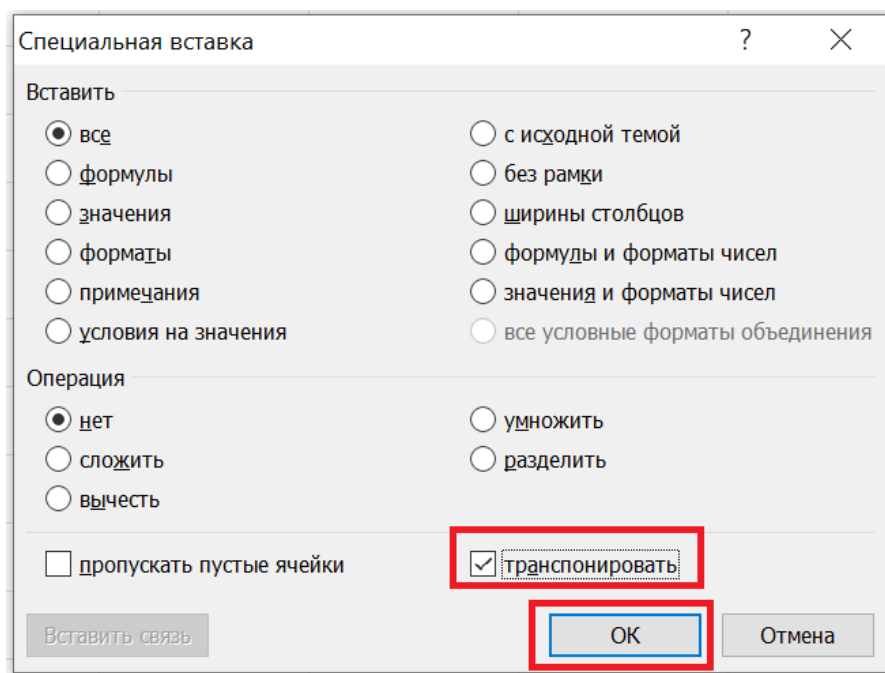 Специальная вставка ?
Вставить
все с исходной темой
формулы без рамки
значения ширины столбцов
форматы формулы и форматы чисел
примечания значения и форматы чисел
условия на значения все условные форматы объединения
Операция
нет умножить
сложить разделить
вычесть
пропускать пустые ячейки транспонировать
Вставить связь ОК Отмена